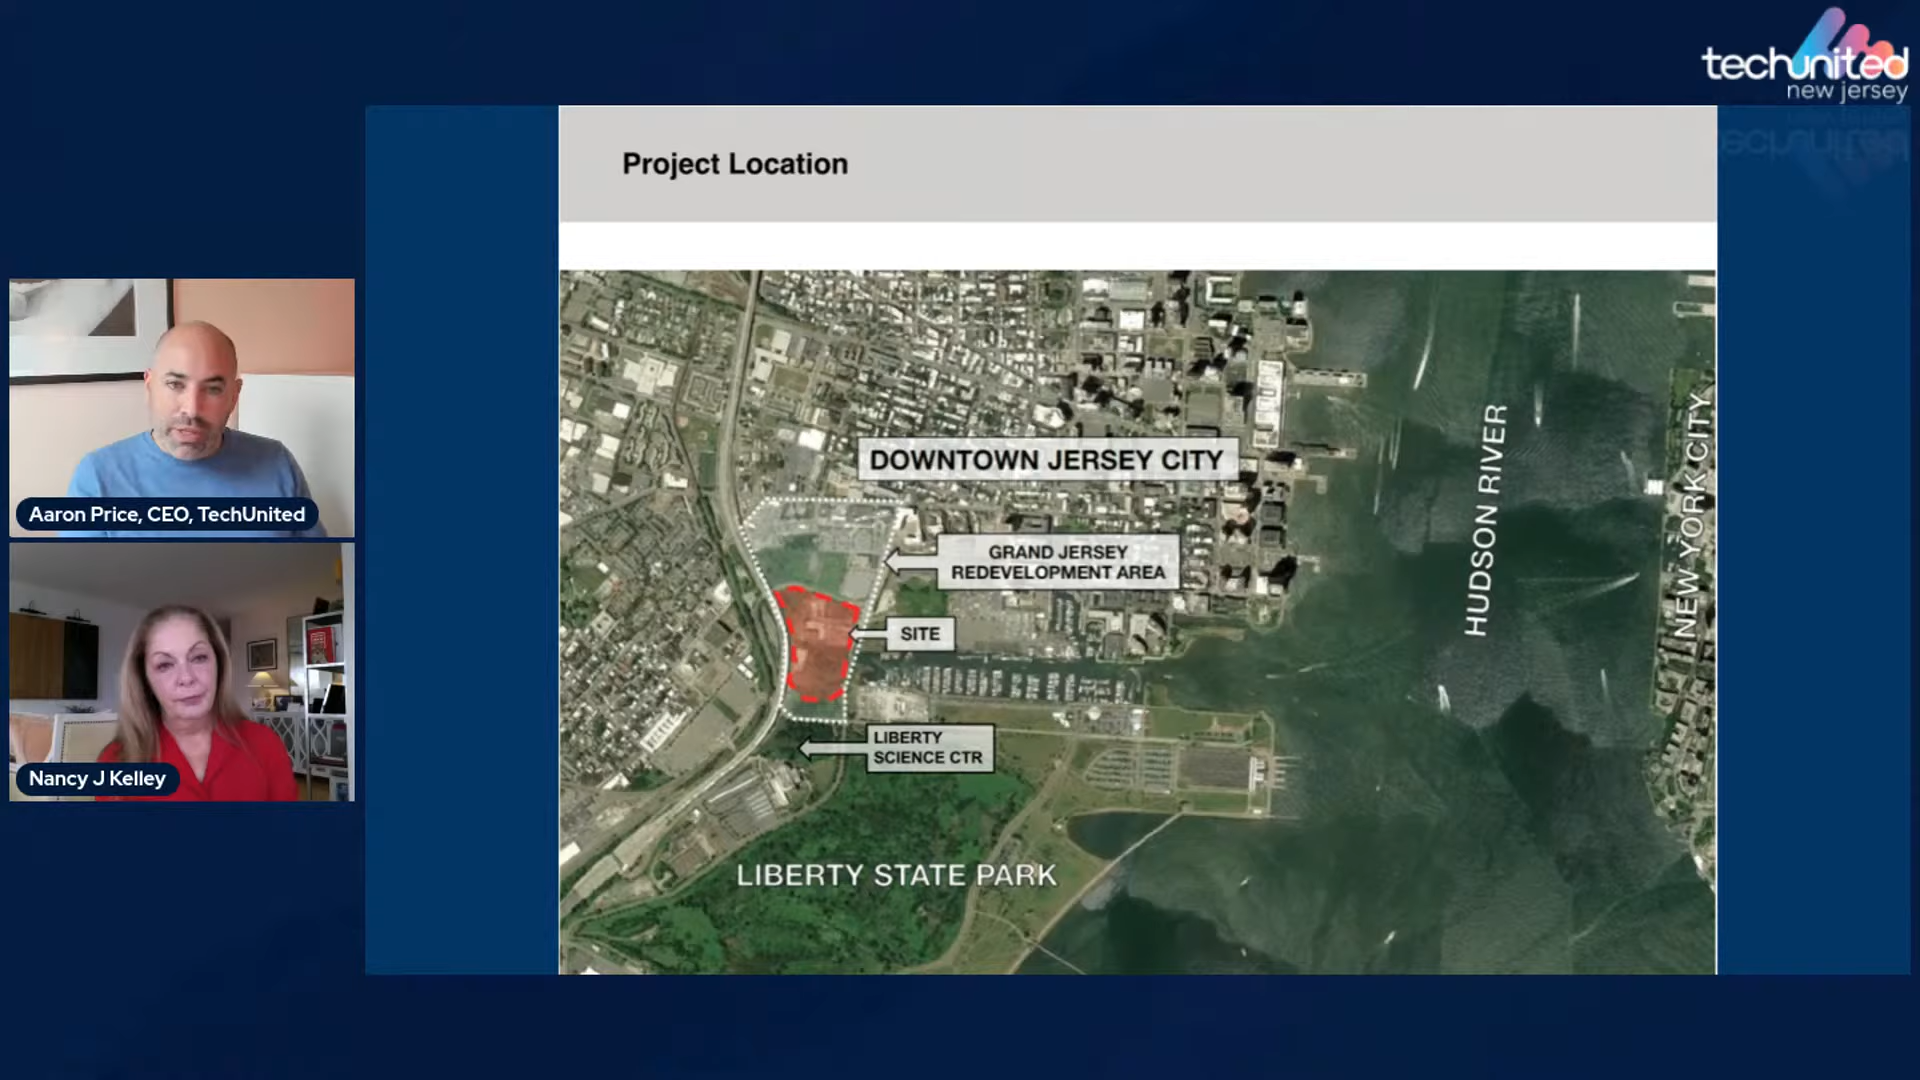 techunited
new jersey
Project Location
DOWNTOWN JERSEY CITY
GRAND JERSEY
REDEVELOPMENT AREA
SITE
LIBERTY
SCIENCE CTR
LIBERTY STATE PARK
HUDSON RIVER
NEW YORK CITY
Aaron Price, CEO, TechUnited
Nancy J Kelley